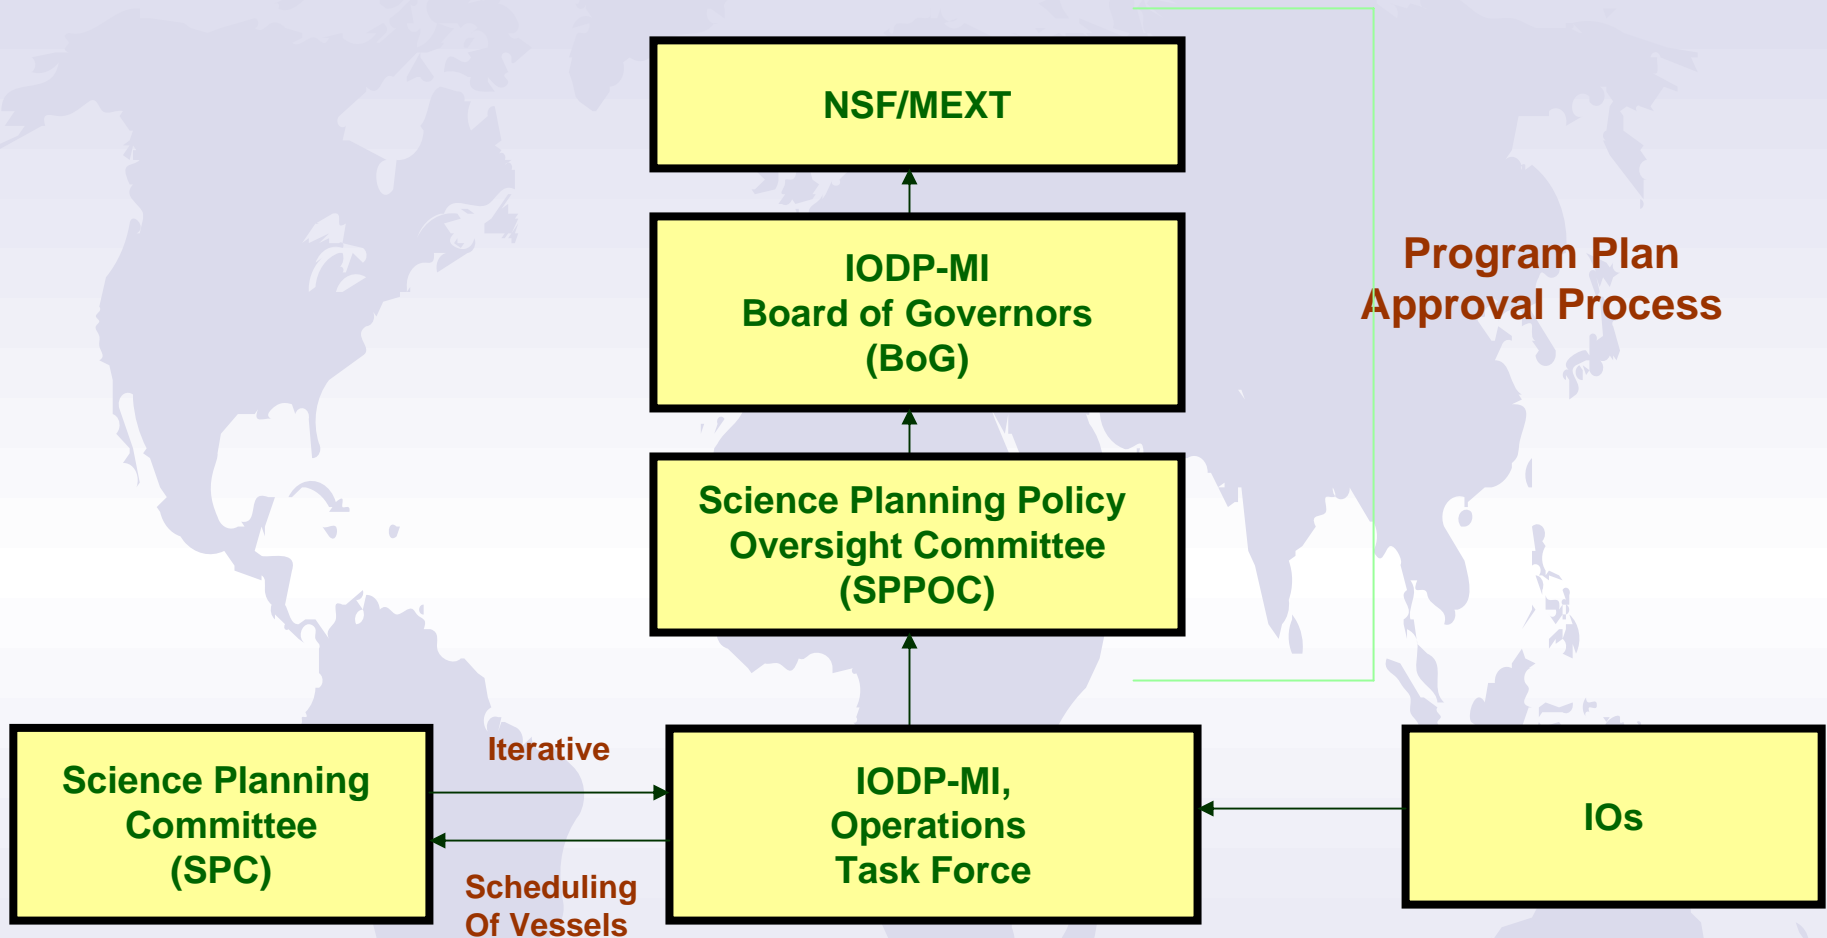 NSF/MEXT
IODP-MI
Board of Governors
(BoG)
Program Plan
Approval Process
Science Planning Policy
Oversight Committee
(SPPOC)
Science Planning
Committee
(SPC)
Iterative
Scheduling
Of Vessels
IODP-MI,
Operations
Task Force
IOs